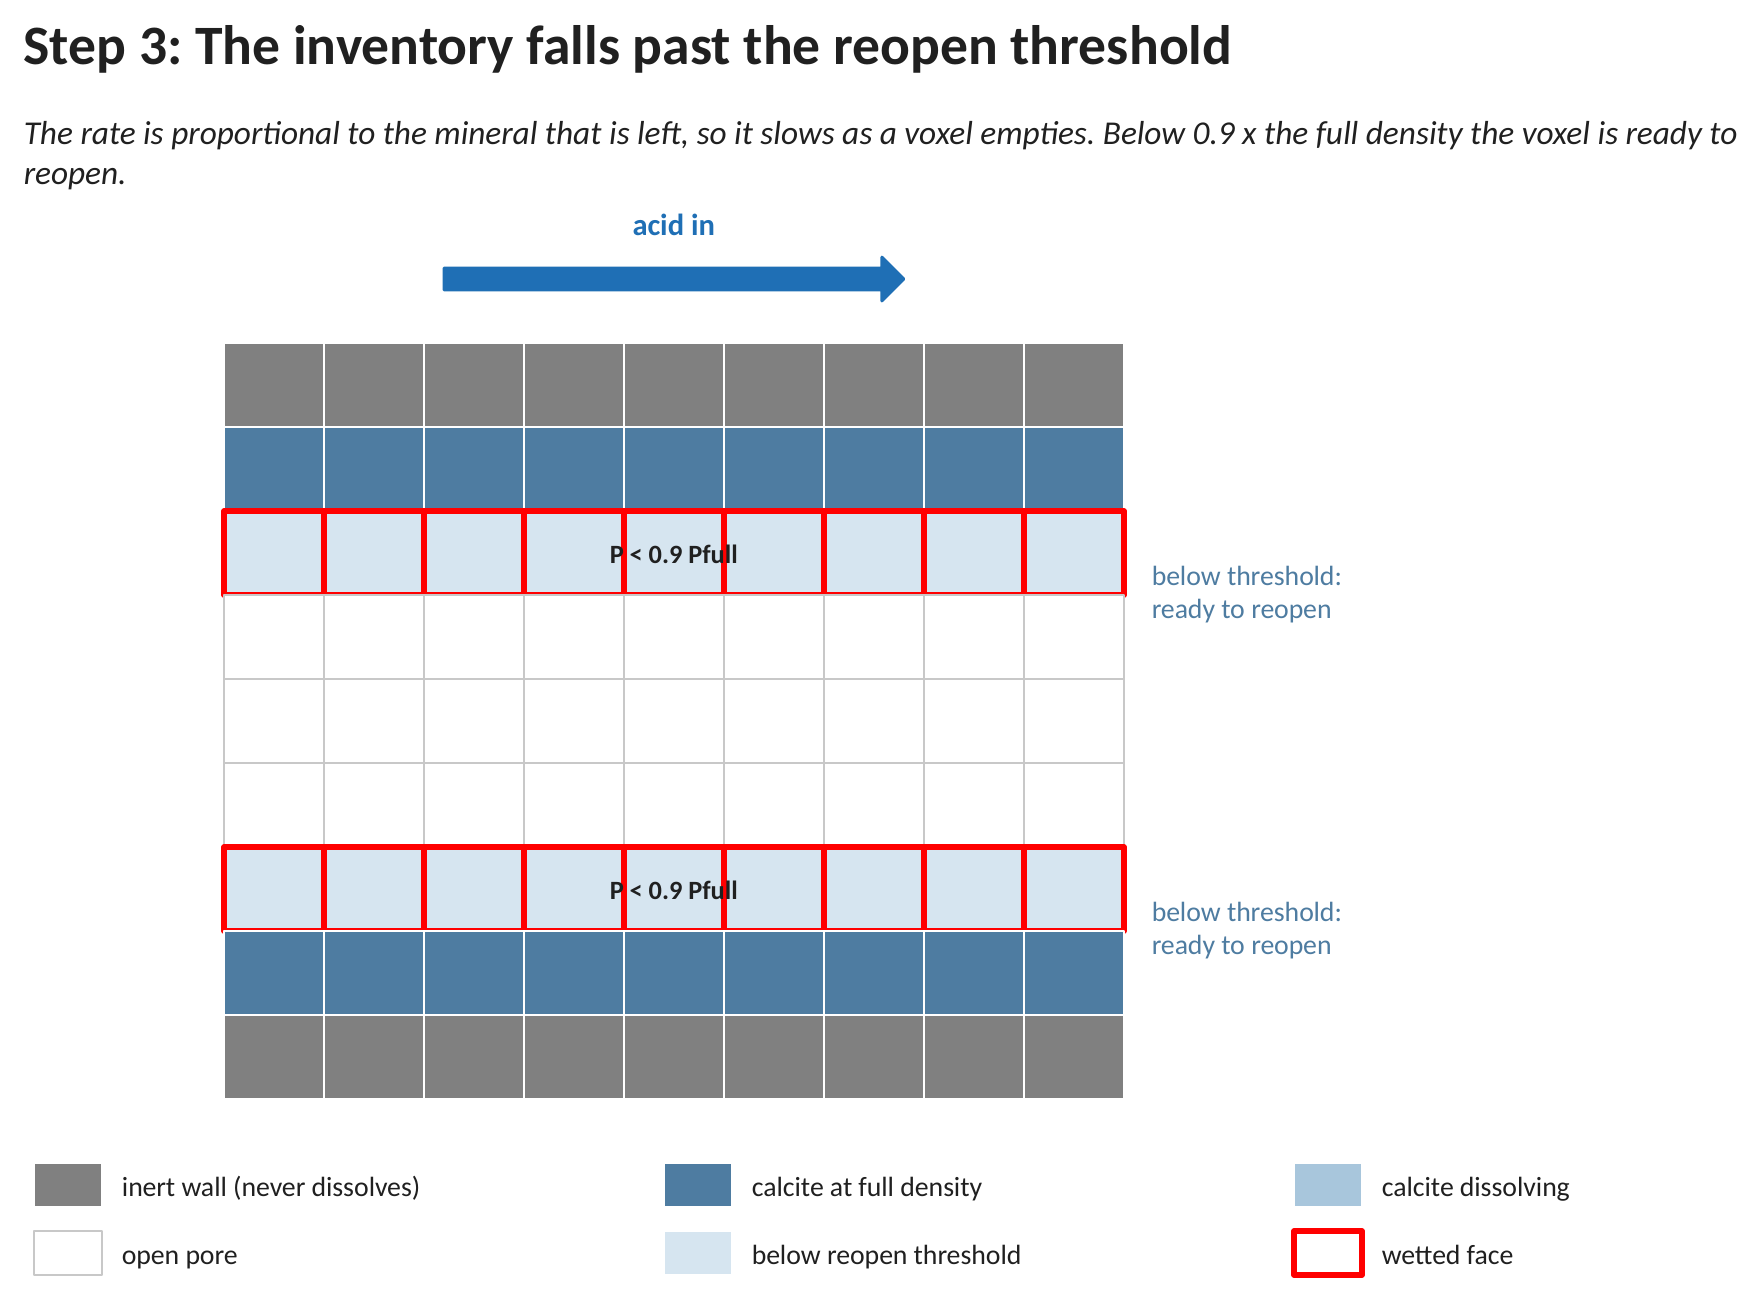 Step 3: The inventory falls past the reopen threshold
The rate is proportional to the mineral that is left, so it slows as a voxel empties. Below 0.9 x the full density the voxel is ready to
reopen.
acid in
P < 0.9 Pfull
below threshold:
ready to reopen
P < 0.9 Pfull
below threshold:
ready to reopen
inert wall (never dissolves)
calcite at full density
calcite dissolving
open pore
below reopen threshold
wetted face